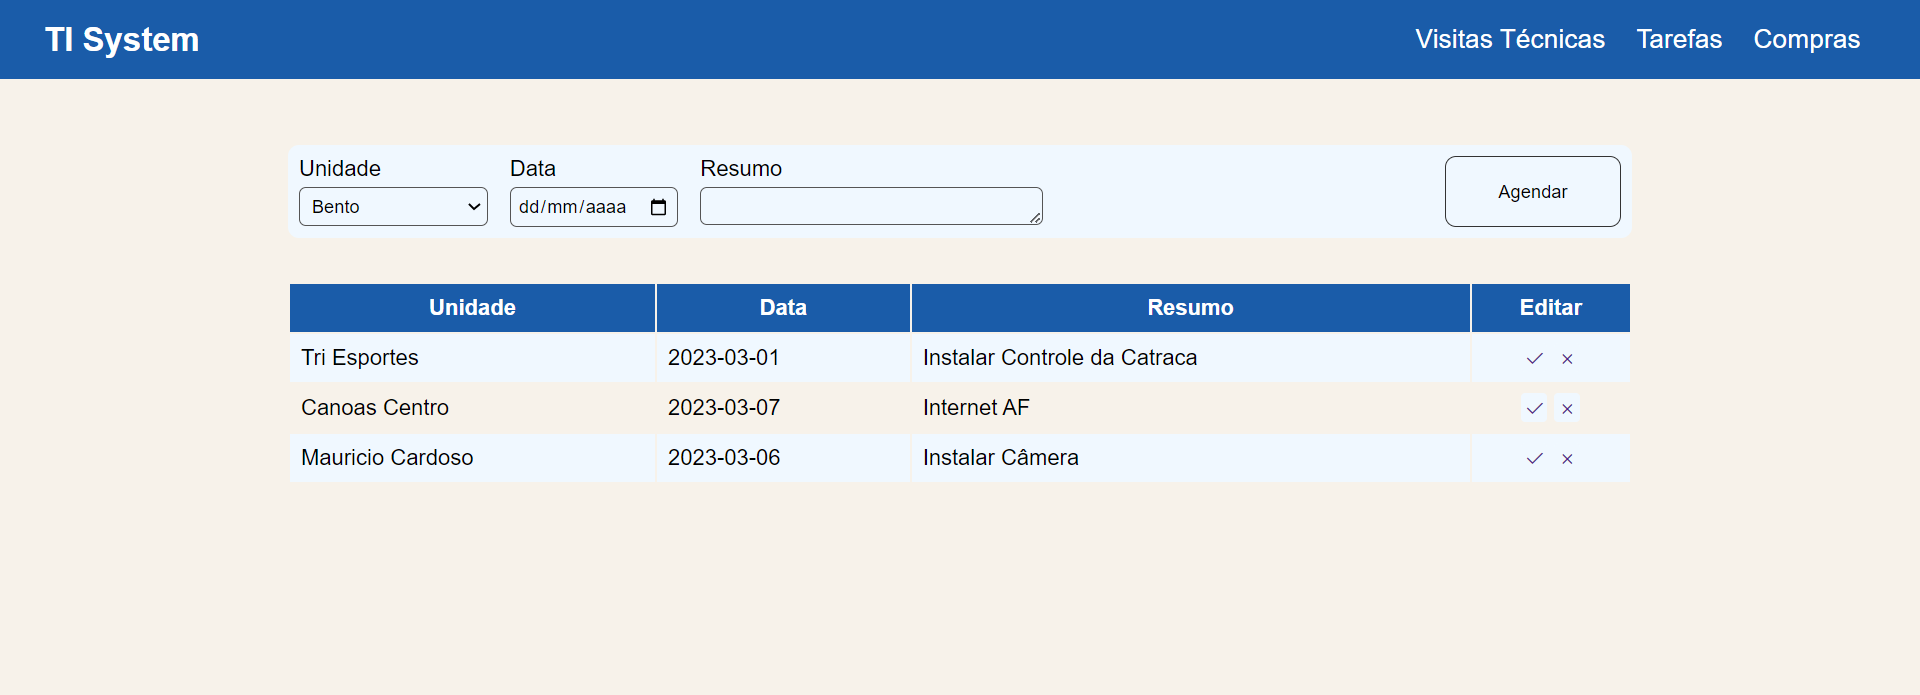 TI System
Visitas Técnicas Tarefas Compras
Unidade Data Resumo
Bento dd/mm/aaaa Agendar
Unidade Data Resumo Editar
Tri Esportes 2023-03-01 Instalar Controle da Catraca
Canoas Centro 2023-03-07 Internet AF
Mauricio Cardoso 2023-03-06 Instalar Câmera